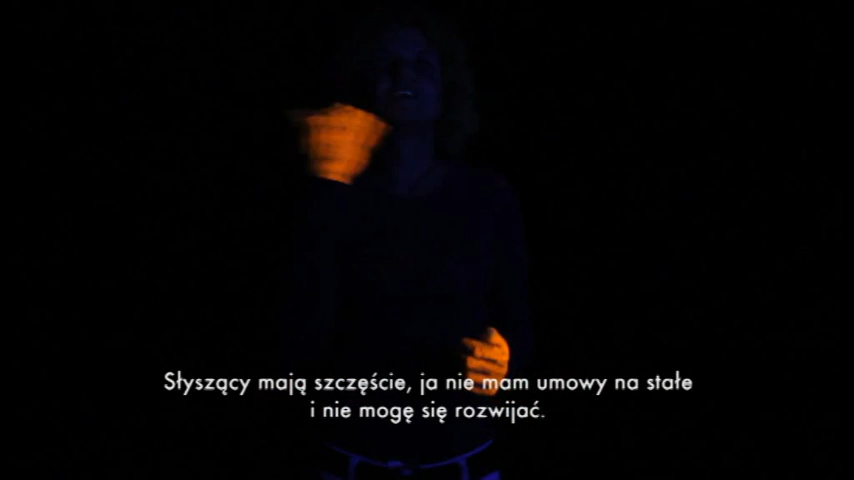 Słyszący mają szczęście, ja nie mam umowy na stałe
i nie mogę się rozwijać.